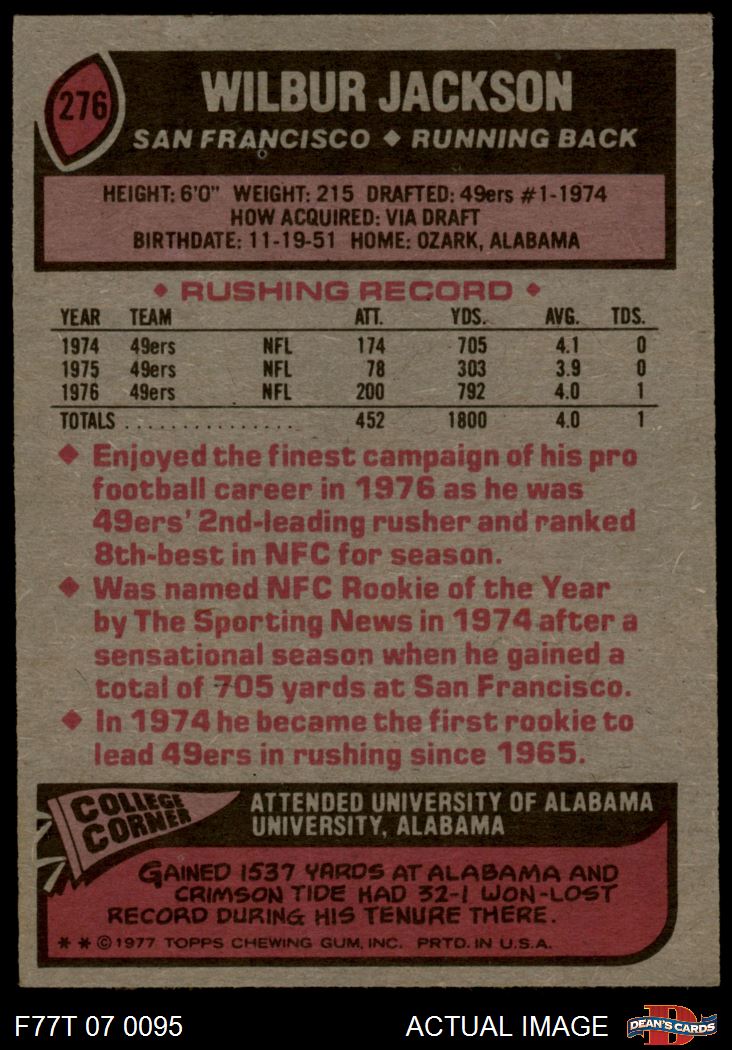 276
WILBUR JACKSON
SAN FRANCISCO ◆ RUNNING BACK
HEIGHT: 6'0" WEIGHT: 215 DRAFTED: 49ers #1-1974
HOW ACQUIRED: VIA DRAFT
BIRTHDATE: 11-19-51 HOME: OZARK, ALABAMA
◆ RUSHING RECORD ◆
YEAR TEAM ATT. YDS. AVG. TDS.
1974 49ers NFL 174 705 4.1 0
1975 49ers NFL 78 303 3.9 0
1976 49ers NFL 200 792 4.0 1
TOTALS ................ 452 1800 4.0 1
◆ Enjoyed the finest campaign of his pro
football career in 1976 as he was
49ers' 2nd-leading rusher and ranked
8th-best in NFC for season.
◆ Was named NFC Rookie of the Year
by The Sporting News in 1974 after a
sensational season when he gained a
total of 705 yards at San Francisco.
◆ In 1974 he became the first rookie to
lead 49ers in rushing since 1965.
COLLEGE
CORNER
ATTENDED UNIVERSITY OF ALABAMA
UNIVERSITY, ALABAMA
GAINED 1537 YARDS AT ALABAMA AND
CRIMSON TIDE HAD 32-1 WON-LOST
RECORD DURING HIS TENURE THERE.
* * © 1977 TOPPS CHEWING GUM, INC. PRTD. IN U.S.A.
F77T 07 0095 ACTUAL IMAGE
D
DEAN'S CARDS